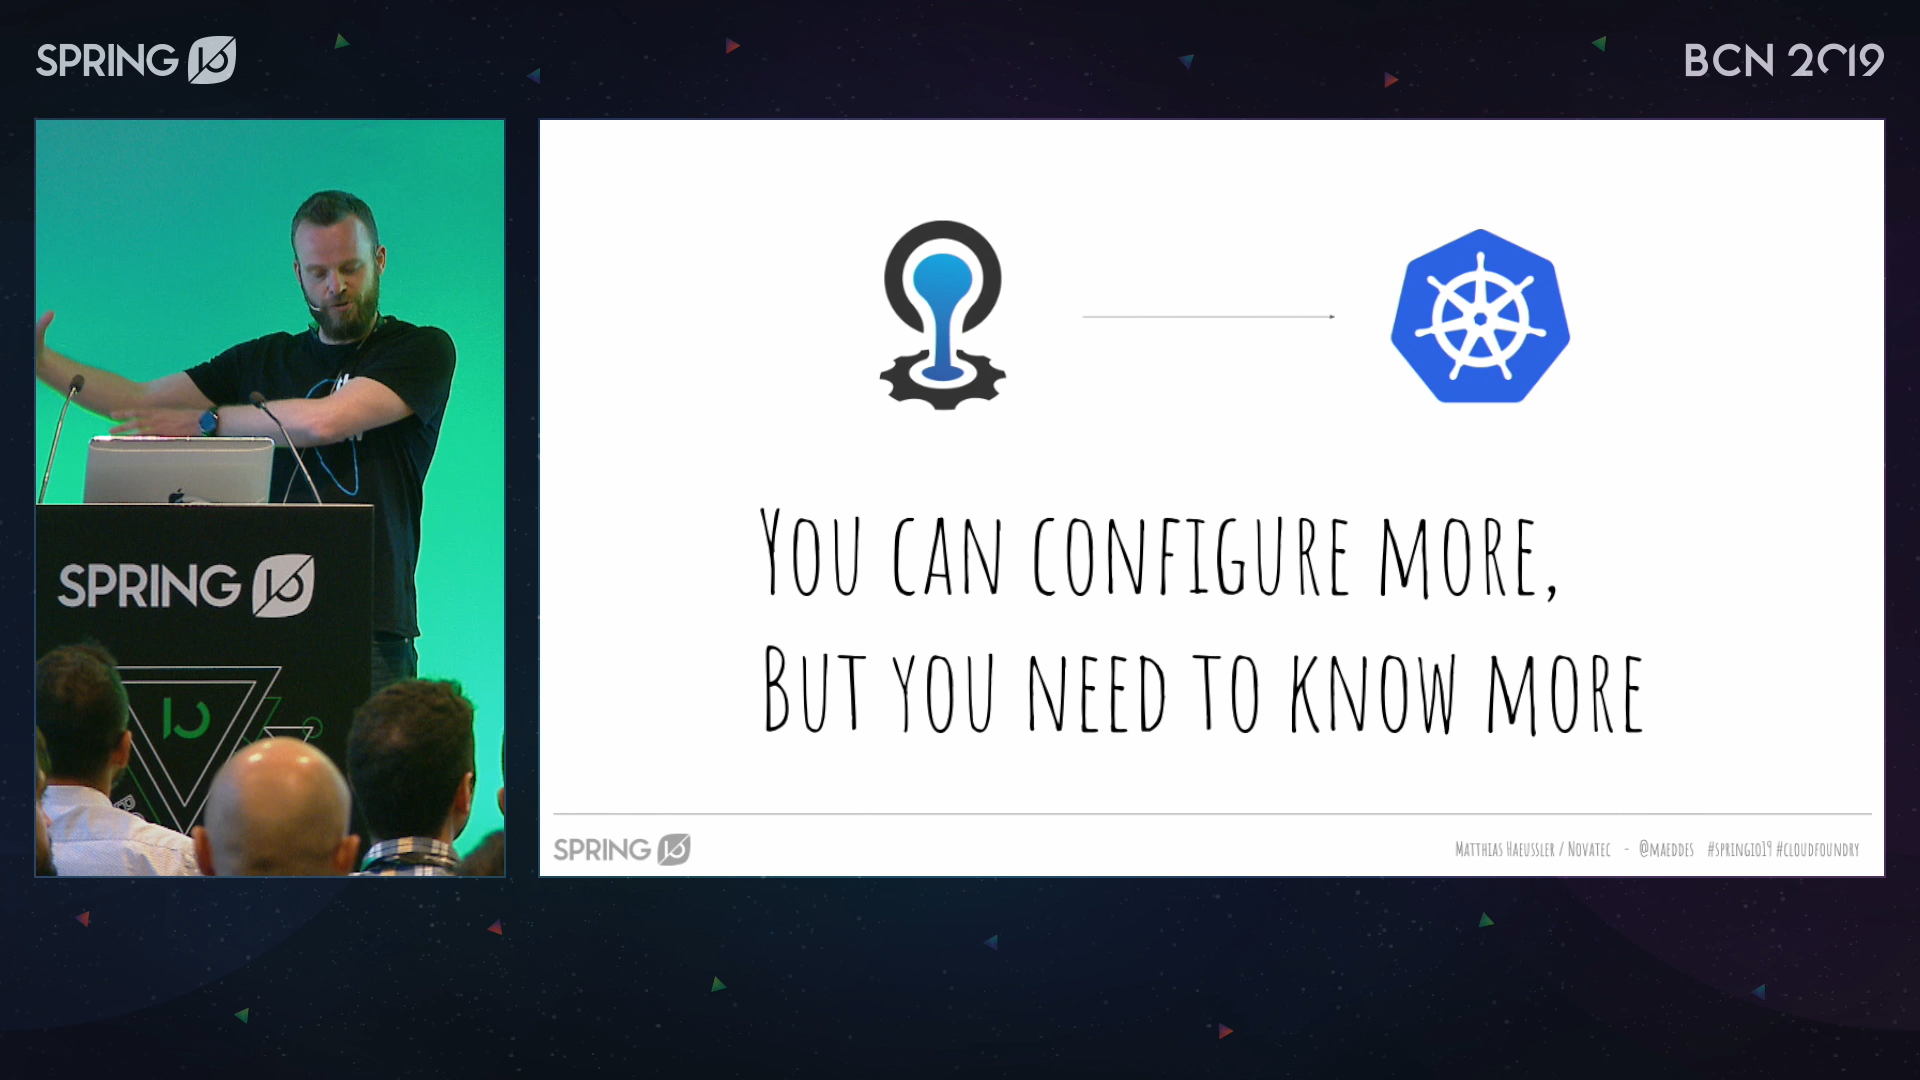 SPRING IO
BCN 2019
SPRING IO
IO
You can configure more,
But you need to know more
SPRING IO
Matthias Haeussler / Novatec - @maeddes #springio19 #cloudfoundry